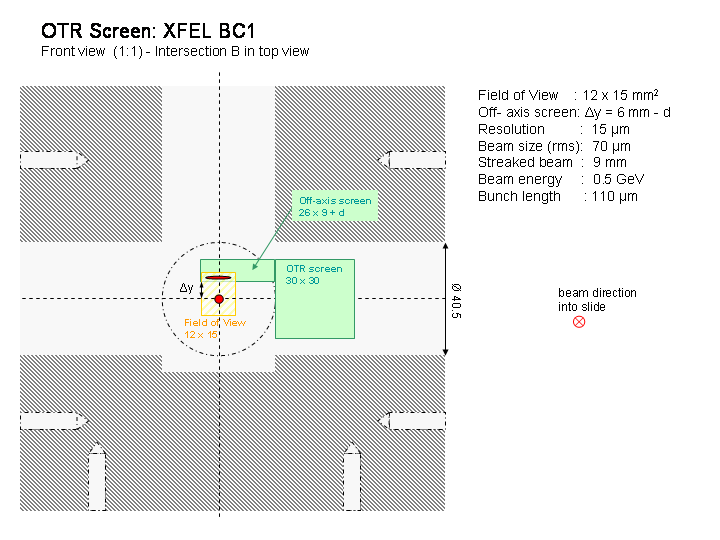 OTR Screen: XFEL BC1
Front view (1:1) - Intersection B in top view
Field of View : 12 x 15 mm²
Off- axis screen: Δy = 6 mm - d
Resolution : 15 µm
Beam size (rms): 70 µm
Streaked beam : 9 mm
Beam energy : 0.5 GeV
Bunch length : 110 µm
Off-axis screen
26 x 9 + d
OTR screen
30 x 30
Δy
Field of View
12 x 15
Ø 40.5
beam direction
into slide